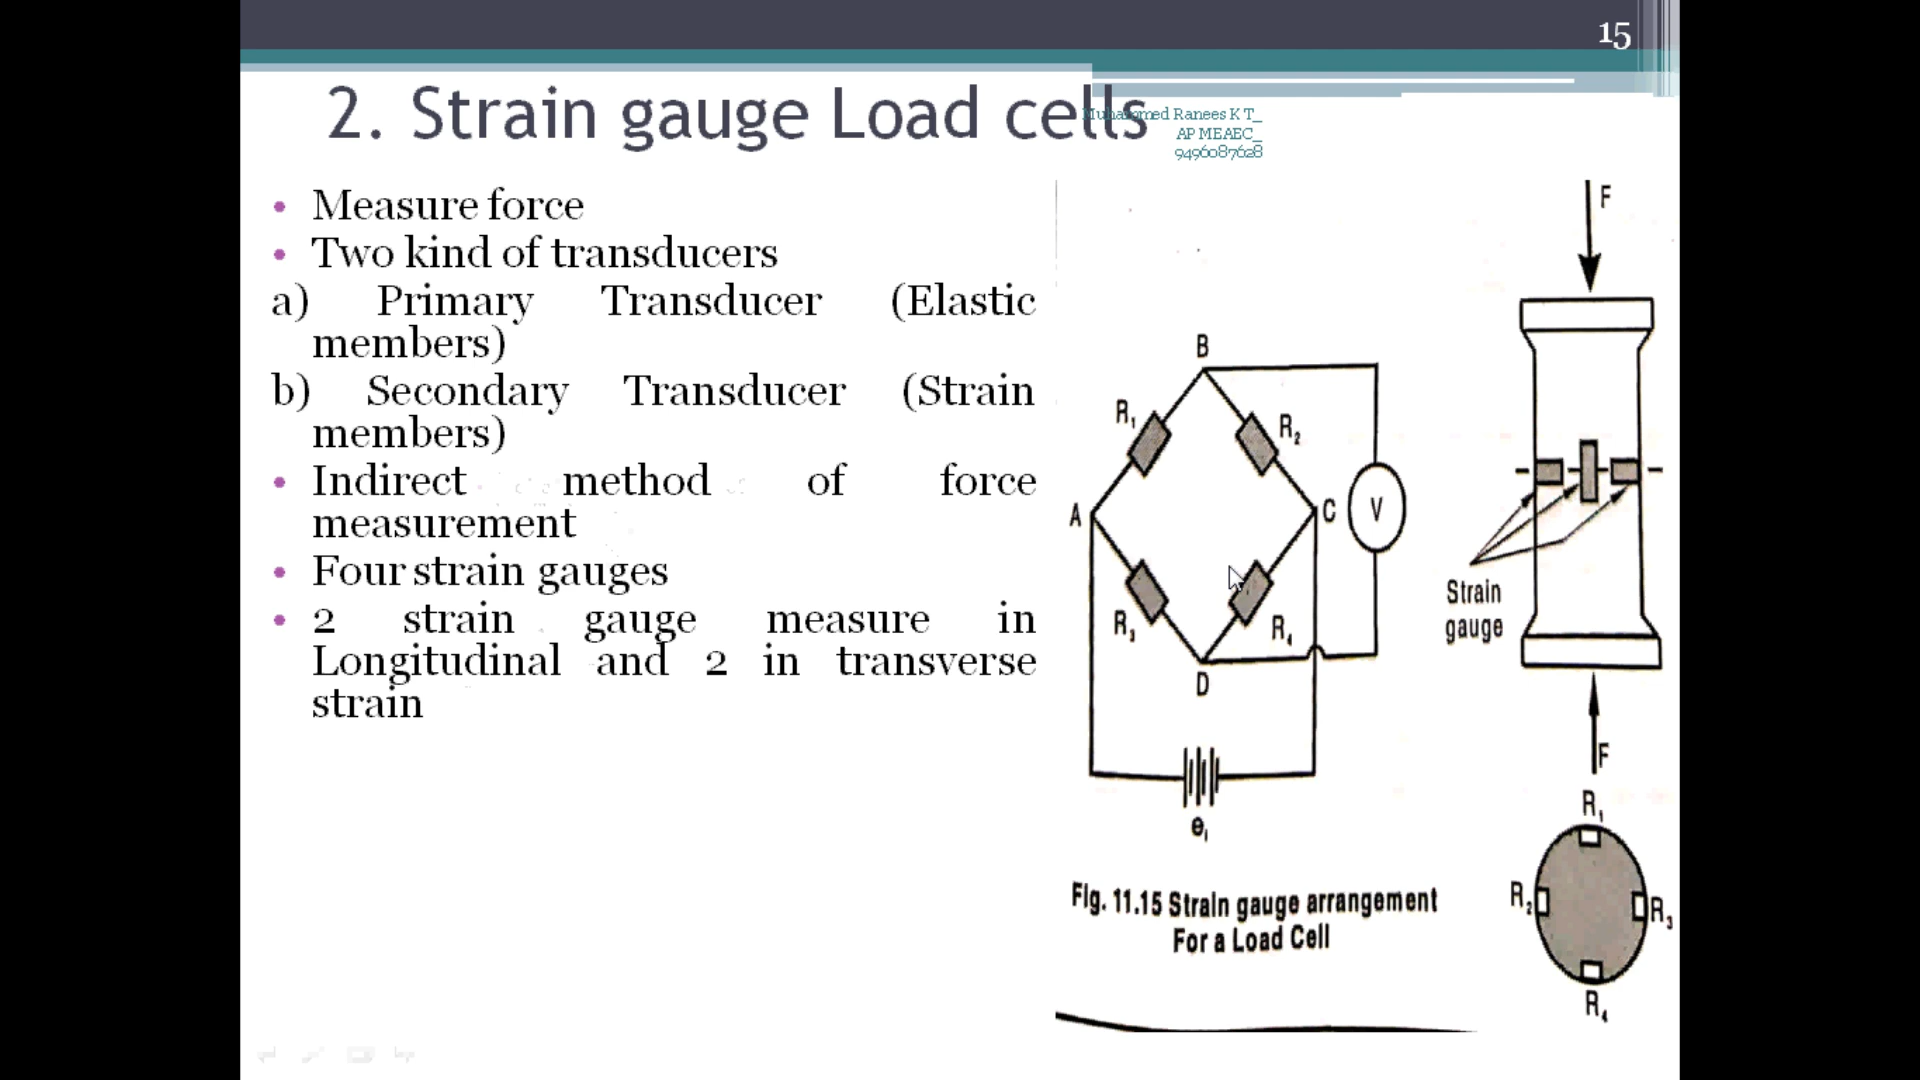 15
2. Strain gauge Load cells
Muhammed Ranees K T_
AP MEAEC_
9496087628
• Measure force
• Two kind of transducers
a) Primary Transducer (Elastic
members)
b) Secondary Transducer (Strain
members)
• Indirect method of force
measurement
• Four strain gauges
• 2 strain gauge measure in
Longitudinal and 2 in transverse
strain
F
B
R₁
R₂
A
C
V
R₃
R₄
D
Strain
gauge
F
e₁
R₁
R₂
R₃
R₄
Fig. 11.15 Strain gauge arrangement
For a Load Cell